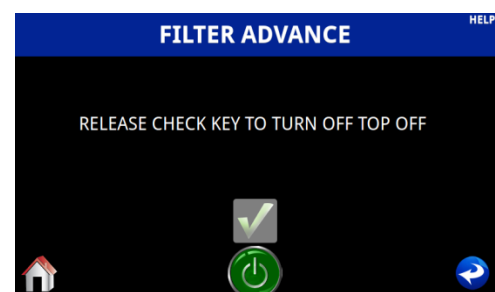 HELP
FILTER ADVANCE
RELEASE CHECK KEY TO TURN OFF TOP OFF